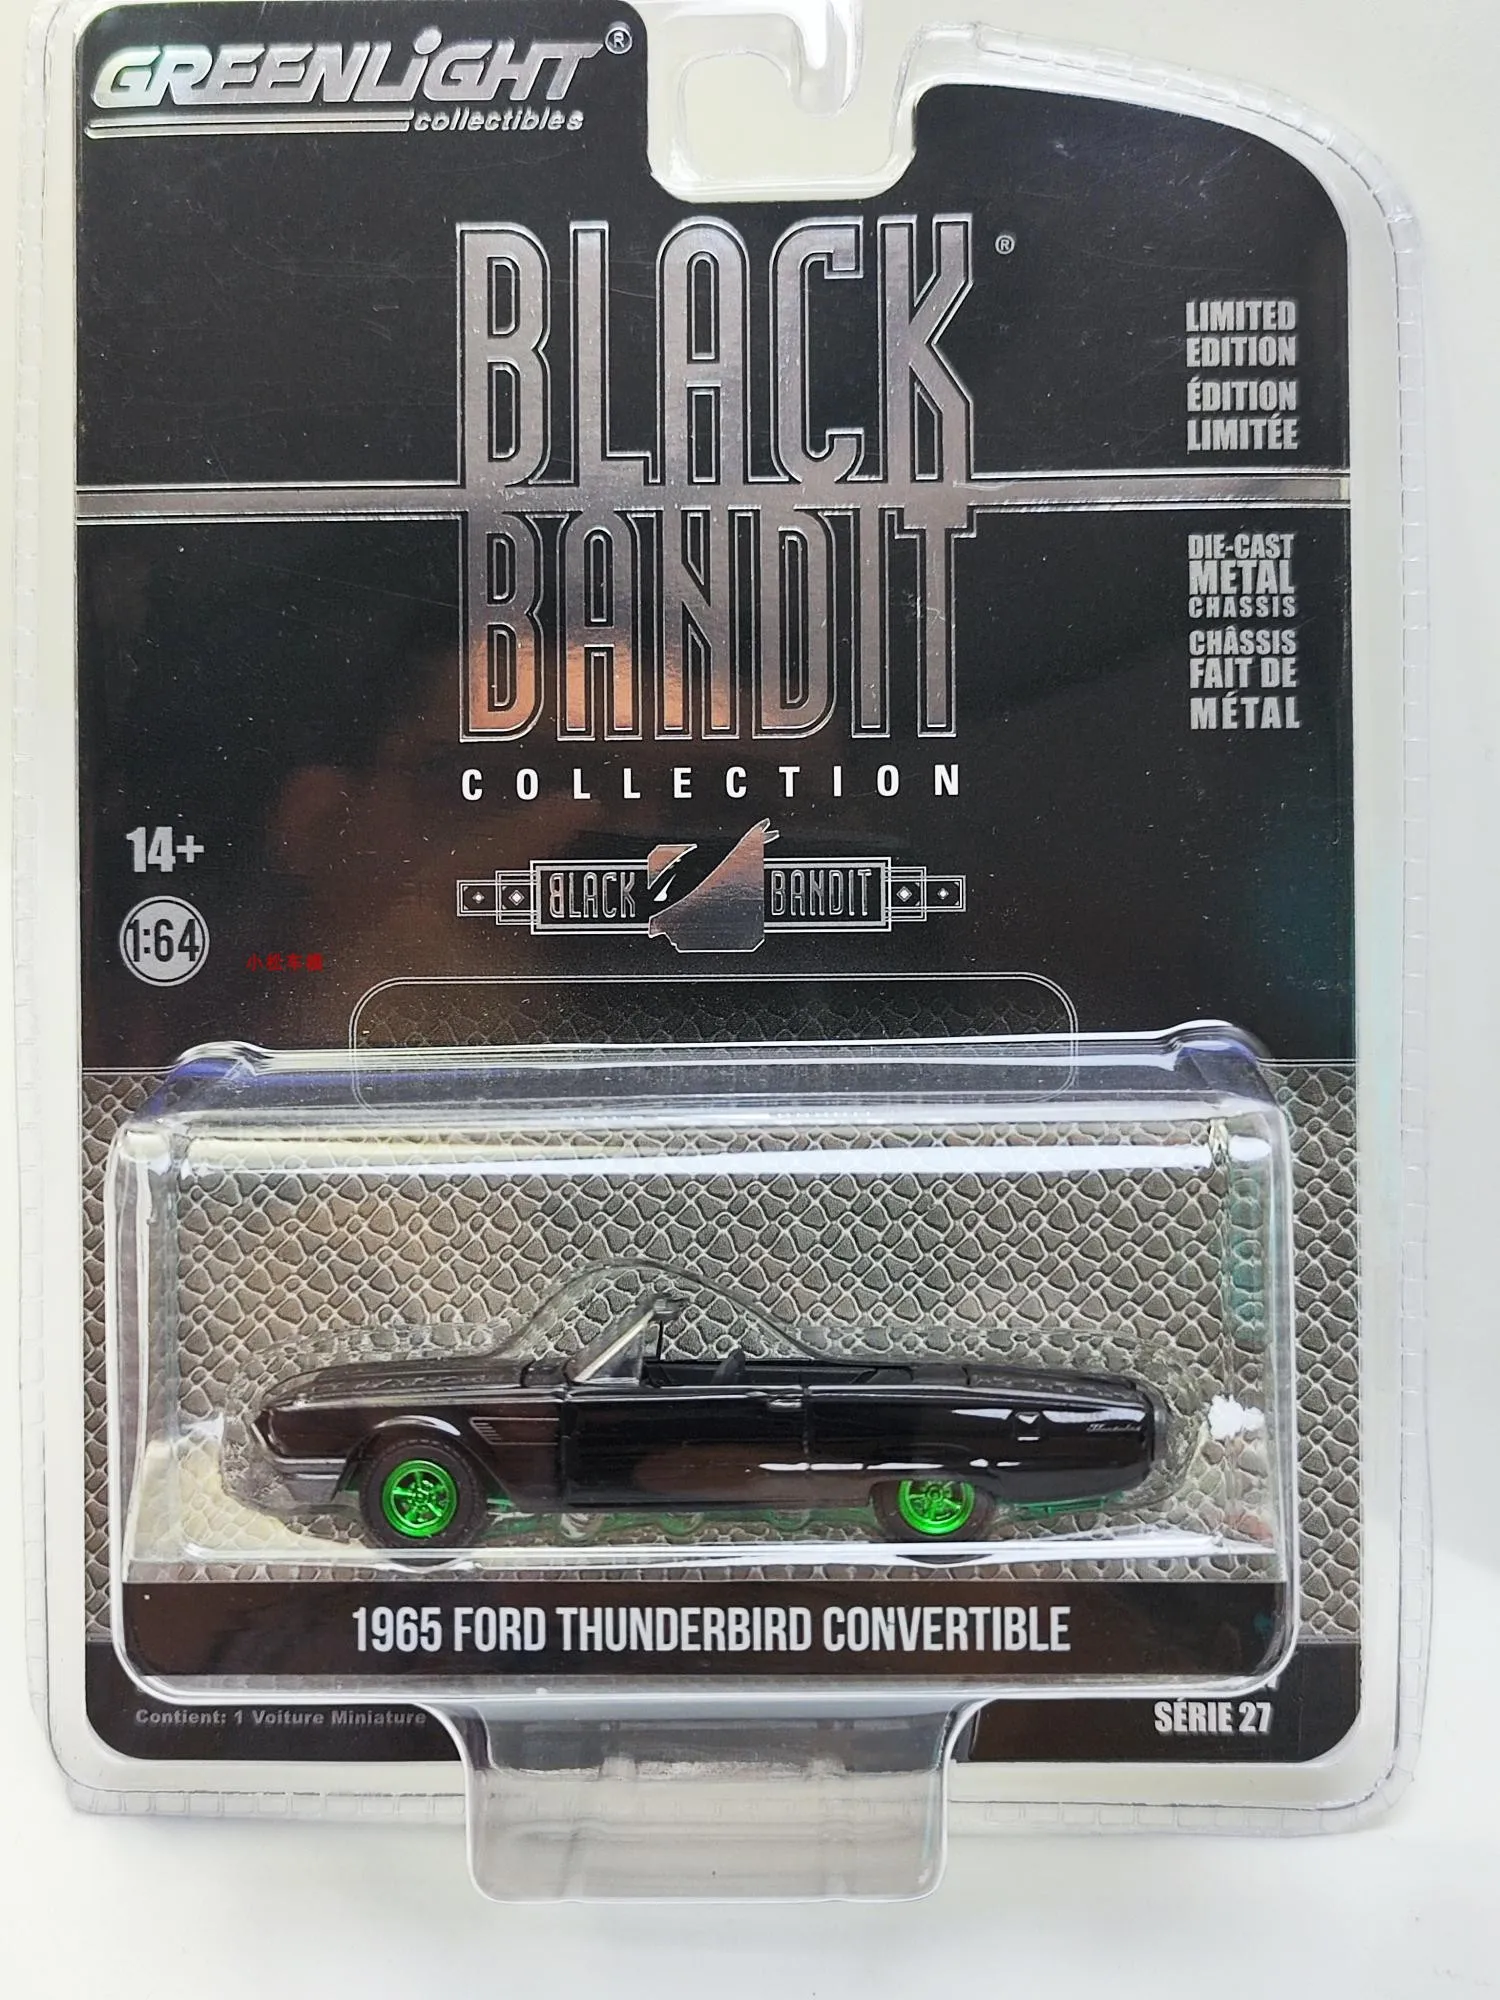 GREENLiGHT®
collectibles
BLACK®
BANDIT
COLLECTION
LIMITED
EDITION
ÉDITION
LIMITÉE
DIE-CAST
METAL
CHASSIS
CHÂSSIS
FAIT DE
MÉTAL
14+
1:64
BLACK BANDIT
1965 FORD THUNDERBIRD CONVERTIBLE
Contient: 1 Voiture Miniature
SÉRIE 27